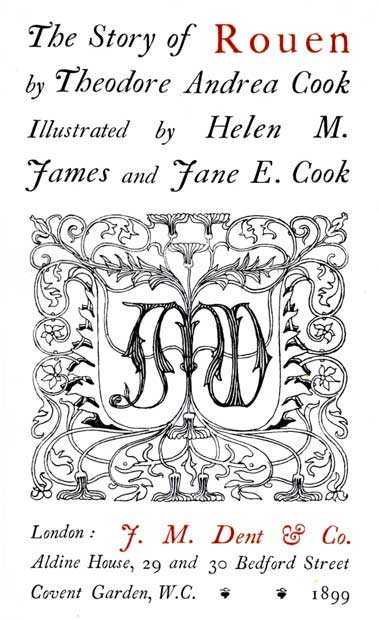 The Story of Rouen
by Theodore Andrea Cook
Illustrated by Helen M.
James and Jane E. Cook
JMD
London: J. M. Dent & Co.
Aldine House, 29 and 30 Bedford Street
Covent Garden, W.C. ❧ ❧ 1899